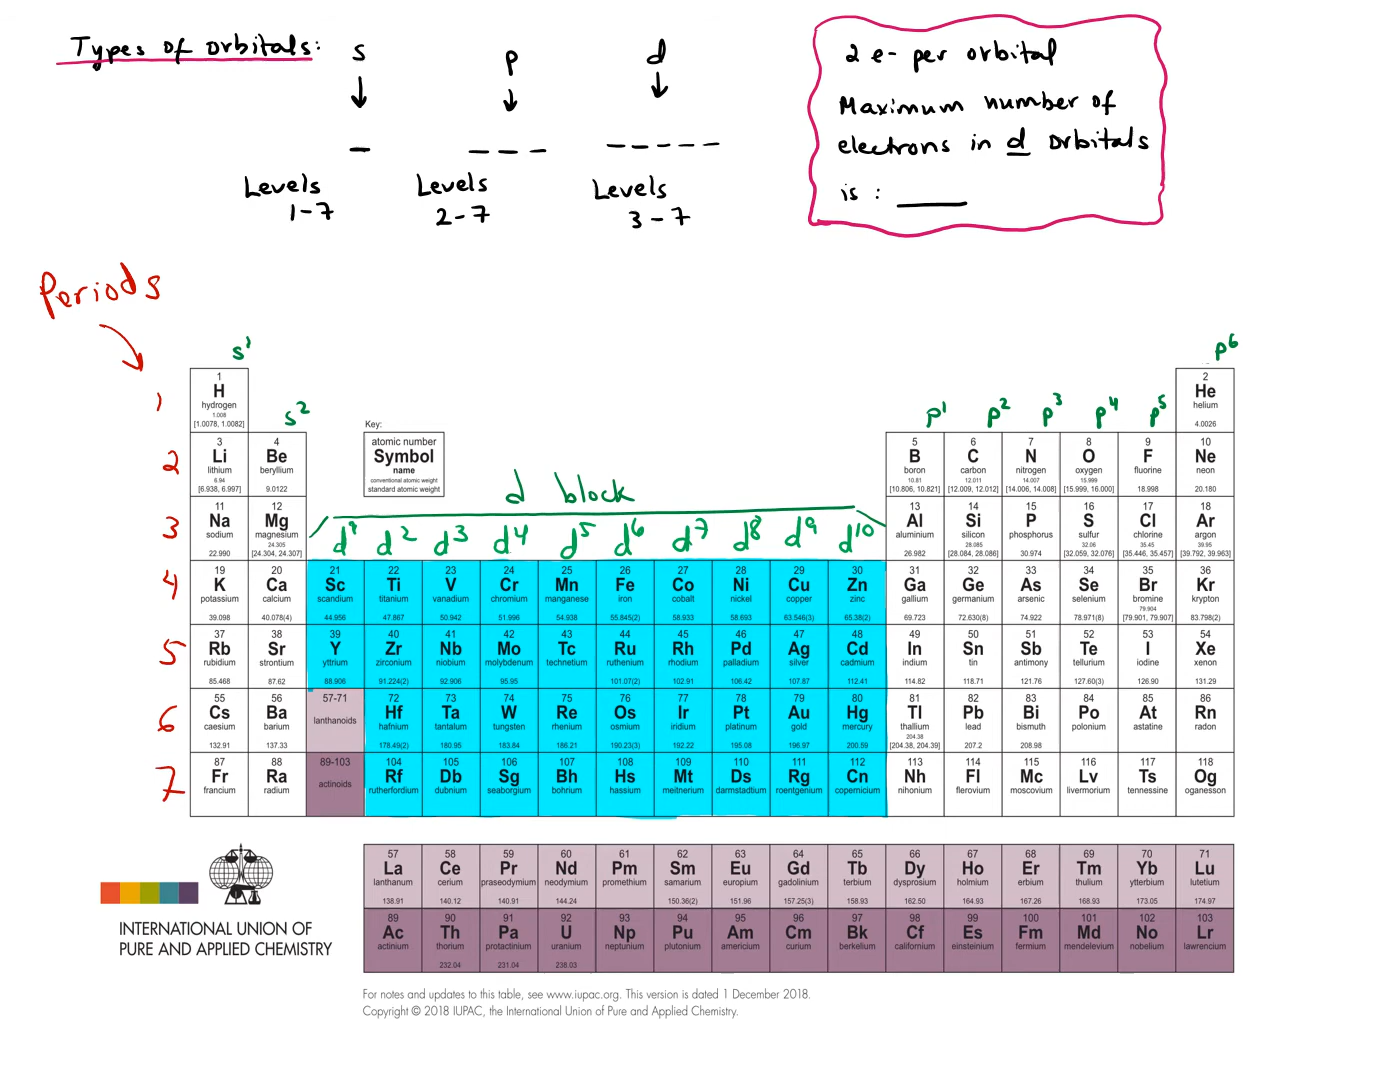 Types of orbitals: s p d
2 e- per orbital
Maximum number of
electrons in d orbitals
is : ____
Levels 1-7
Levels 2-7
Levels 3-7
Periods
s¹
p⁶
1
1 H hydrogen 1.008 [1.0078, 1.0082]
2 He helium 4.0026
s²
p¹ p² p³ p⁴ p⁵
Key:
atomic number
Symbol
name
conventional atomic weight
standard atomic weight
2
3 Li lithium 6.94 [6.938, 6.997]
4 Be beryllium 9.0122
5 B boron 10.81 [10.806, 10.821]
6 C carbon 12.011 [12.009, 12.012]
7 N nitrogen 14.007 [14.006, 14.008]
8 O oxygen 15.999 [15.999, 16.000]
9 F fluorine 18.998
10 Ne neon 20.180
d block
d¹ d² d³ d⁴ d⁵ d⁶ d⁷ d⁸ d⁹ d¹⁰
3
11 Na sodium 22.990
12 Mg magnesium 24.305 [24.304, 24.307]
13 Al aluminium 26.982
14 Si silicon 28.085 [28.084, 28.086]
15 P phosphorus 30.974
16 S sulfur 32.06 [32.059, 32.076]
17 Cl chlorine 35.45 [35.446, 35.457]
18 Ar argon 39.95 [39.792, 39.963]
4
19 K potassium 39.098
20 Ca calcium 40.078(4)
21 Sc scandium 44.956
22 Ti titanium 47.867
23 V vanadium 50.942
24 Cr chromium 51.996
25 Mn manganese 54.938
26 Fe iron 55.845(2)
27 Co cobalt 58.933
28 Ni nickel 58.693
29 Cu copper 63.546(3)
30 Zn zinc 65.38(2)
31 Ga gallium 69.723
32 Ge germanium 72.630(8)
33 As arsenic 74.922
34 Se selenium 78.971(8)
35 Br bromine 79.904 [79.901, 79.907]
36 Kr krypton 83.798(2)
5
37 Rb rubidium 85.468
38 Sr strontium 87.62
39 Y yttrium 88.906
40 Zr zirconium 91.224(2)
41 Nb niobium 92.906
42 Mo molybdenum 95.95
43 Tc technetium
44 Ru ruthenium 101.07(2)
45 Rh rhodium 102.91
46 Pd palladium 106.42
47 Ag silver 107.87
48 Cd cadmium 112.41
49 In indium 114.82
50 Sn tin 118.71
51 Sb antimony 121.76
52 Te tellurium 127.60(3)
53 I iodine 126.90
54 Xe xenon 131.29
6
55 Cs caesium 132.91
56 Ba barium 137.33
57-71 lanthanoids
72 Hf hafnium 178.49(2)
73 Ta tantalum 180.95
74 W tungsten 183.84
75 Re rhenium 186.21
76 Os osmium 190.23(3)
77 Ir iridium 192.22
78 Pt platinum 195.08
79 Au gold 196.97
80 Hg mercury 200.59
81 Tl thallium 204.38 [204.38, 204.39]
82 Pb lead 207.2
83 Bi bismuth 208.98
84 Po polonium
85 At astatine
86 Rn radon
7
87 Fr francium
88 Ra radium
89-103 actinoids
104 Rf rutherfordium
105 Db dubnium
106 Sg seaborgium
107 Bh bohrium
108 Hs hassium
109 Mt meitnerium
110 Ds darmstadtium
111 Rg roentgenium
112 Cn copernicium
113 Nh nihonium
114 Fl flerovium
115 Mc moscovium
116 Lv livermorium
117 Ts tennessine
118 Og oganesson
57 La lanthanum 138.91
58 Ce cerium 140.12
59 Pr praseodymium 140.91
60 Nd neodymium 144.24
61 Pm promethium
62 Sm samarium 150.36(2)
63 Eu europium 151.96
64 Gd gadolinium 157.25(3)
65 Tb terbium 158.93
66 Dy dysprosium 162.50
67 Ho holmium 164.93
68 Er erbium 167.26
69 Tm thulium 168.93
70 Yb ytterbium 173.05
71 Lu lutetium 174.97
89 Ac actinium
90 Th thorium 232.04
91 Pa protactinium 231.04
92 U uranium 238.03
93 Np neptunium
94 Pu plutonium
95 Am americium
96 Cm curium
97 Bk berkelium
98 Cf californium
99 Es einsteinium
100 Fm fermium
101 Md mendelevium
102 No nobelium
103 Lr lawrencium
INTERNATIONAL UNION OF
PURE AND APPLIED CHEMISTRY
For notes and updates to this table, see www.iupac.org. This version is dated 1 December 2018.
Copyright © 2018 IUPAC, the International Union of Pure and Applied Chemistry.